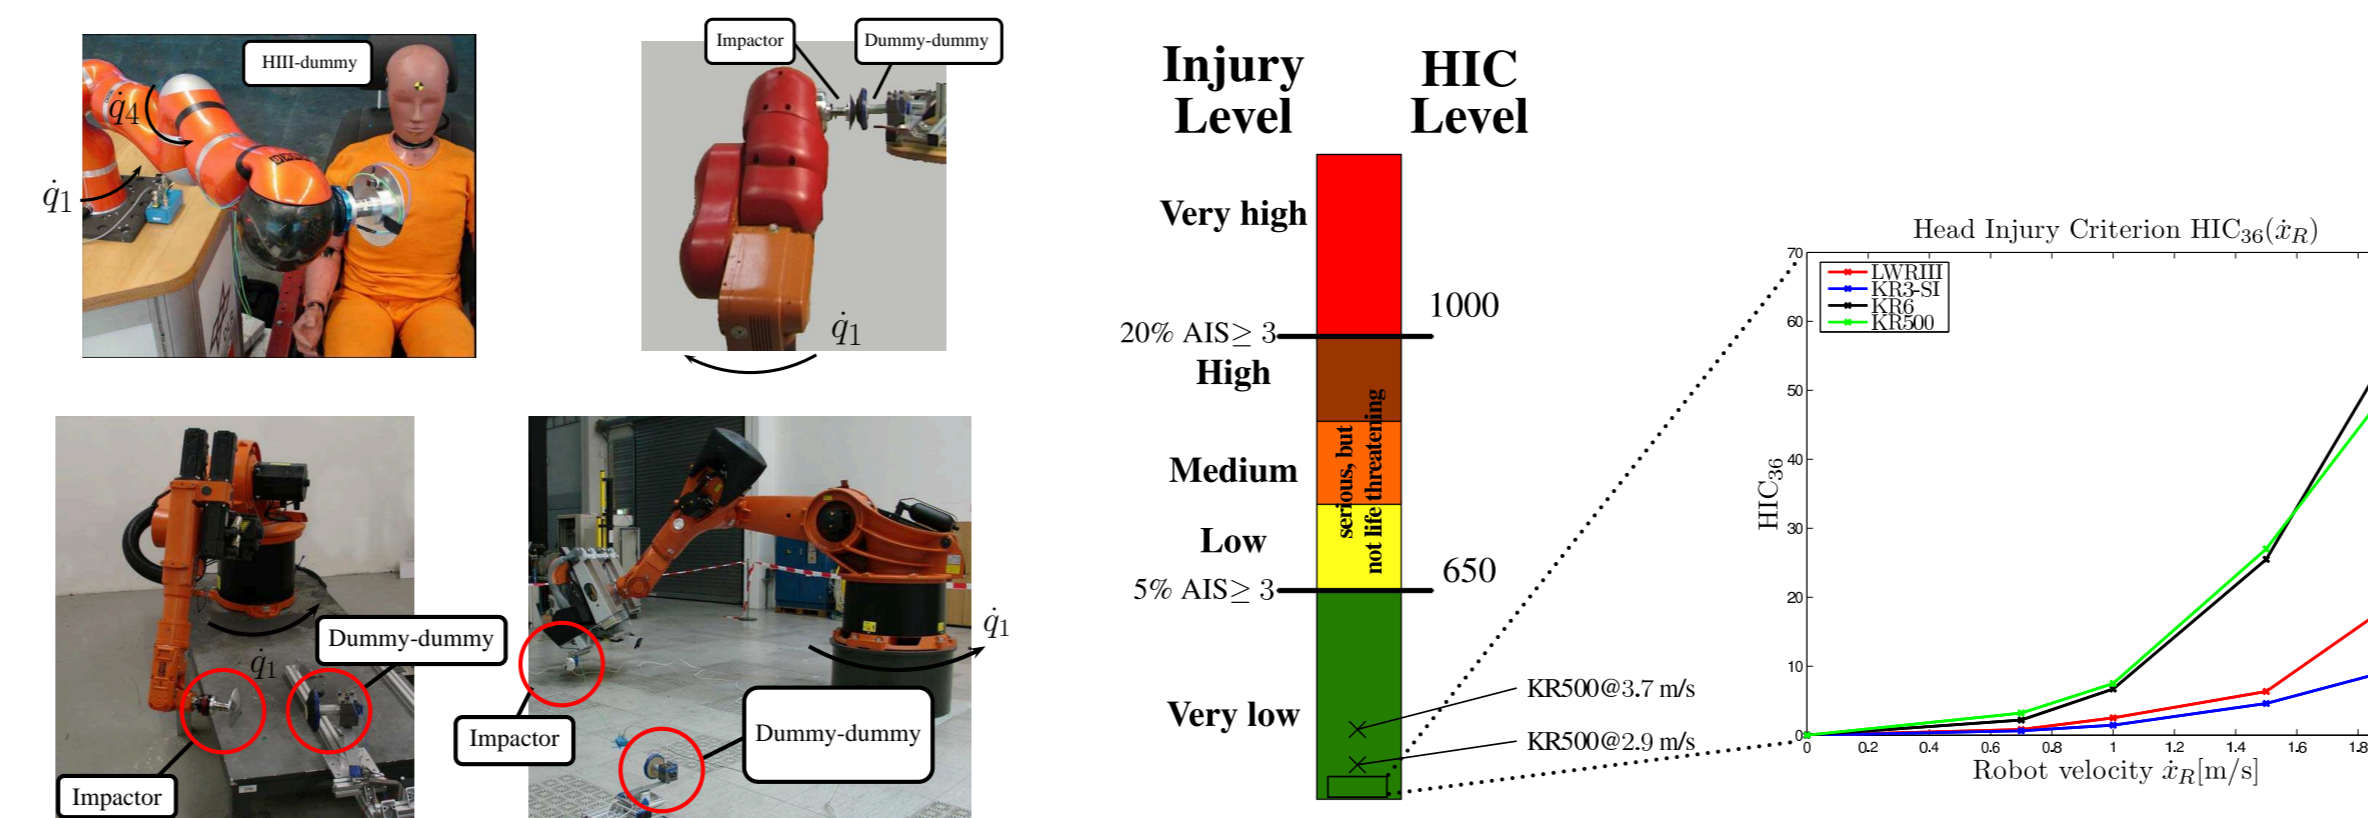 HIII-dummy
q̇4
q̇1
Impactor
Dummy-dummy
q̇1
Dummy-dummy
q̇1
Impactor
q̇1
Impactor
Dummy-dummy
Injury
Level
HIC
Level
Very high
1000
20% AIS≥ 3
High
Medium
serious, but
not life threatening
Low
650
5% AIS≥ 3
Very low
KR500@3.7 m/s
KR500@2.9 m/s
Head Injury Criterion HIC36(ẋR)
LWRIII
KR3-SI
KR6
KR500
70
60
50
40
30
20
10
0
HIC36
0 0.2 0.4 0.6 0.8 1 1.2 1.4 1.6 1.8
Robot velocity ẋR[m/s]